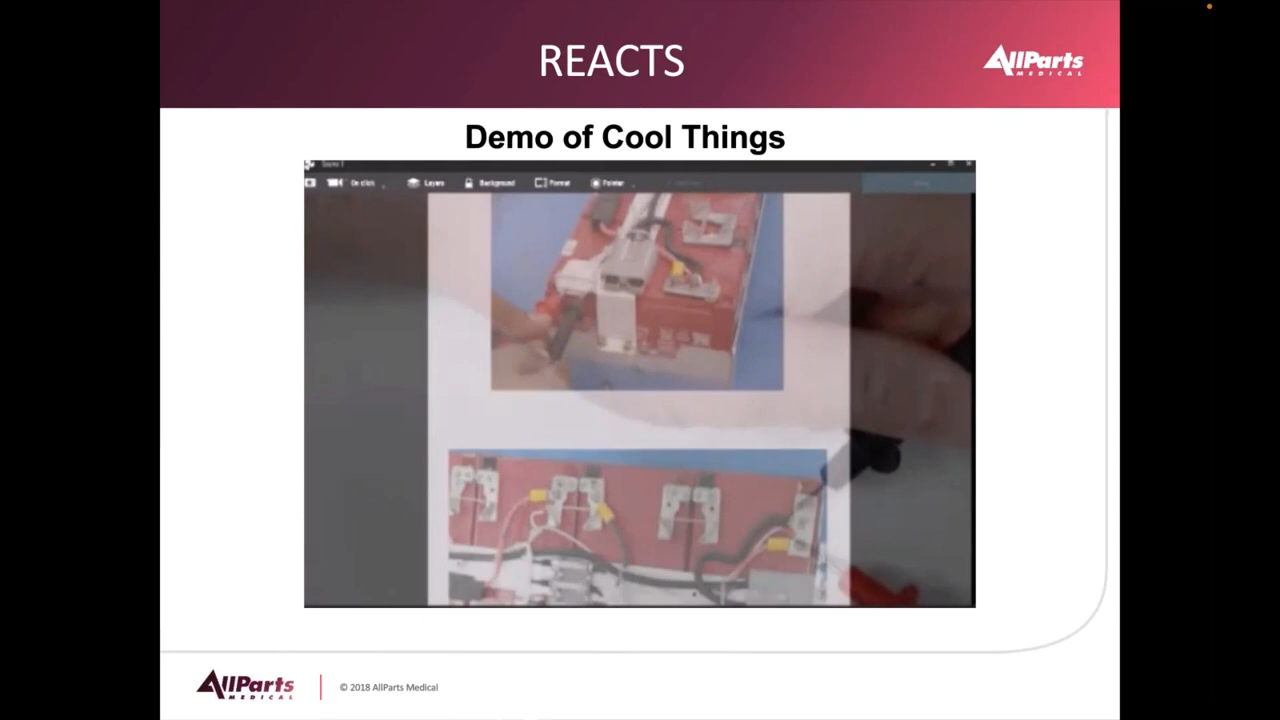 REACTS
AllParts
MEDICAL
Demo of Cool Things
On click
Layers
Background
Format
Pointer
AllParts
MEDICAL
© 2018 AllParts Medical